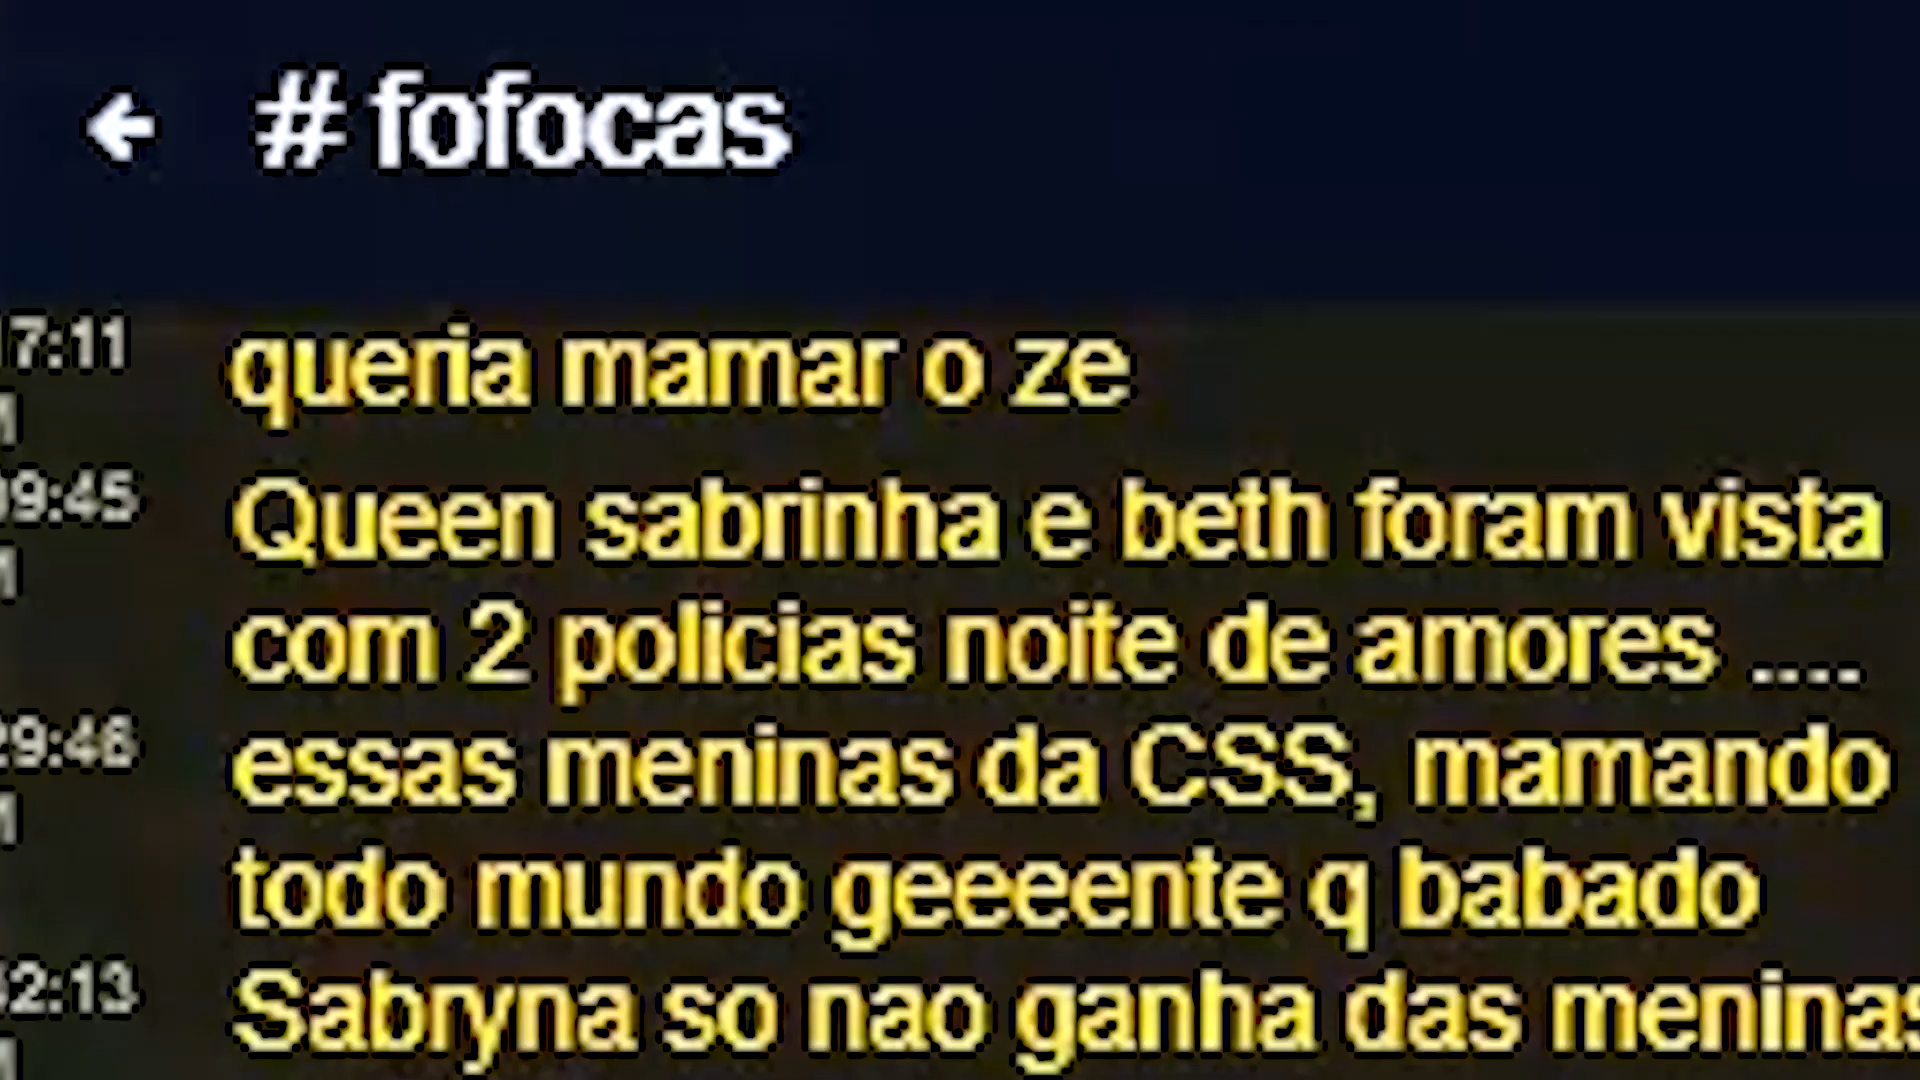 ← # fofocas
7:11 queria mamar o ze
9:45 Queen sabrinha e beth foram vista
com 2 policias noite de amores ....
29:46 essas meninas da CSS, mamando
todo mundo geeeente q babado
2:13 Sabryna so nao ganha das meninas